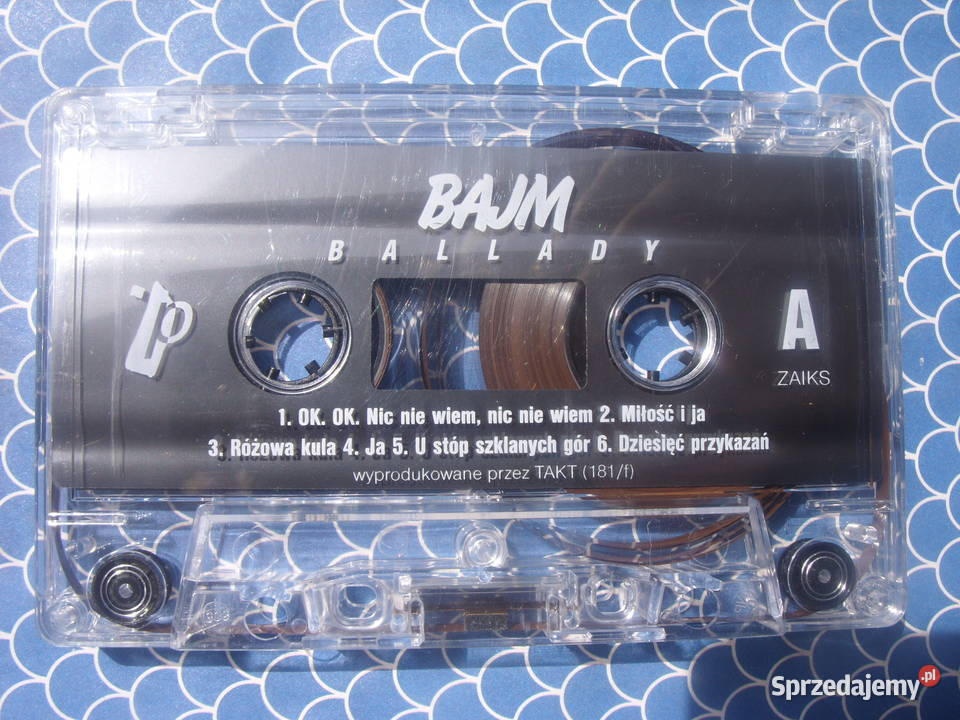 BAJM
BALLADY
A
ZAIKS
1. OK. OK. Nic nie wiem, nic nie wiem 2. Miłość i ja
3. Różowa kula 4. Ja 5. U stóp szklanych gór 6. Dziesięć przykazań
wyprodukowane przez TAKT (181/f)
Sprzedajemy.pl